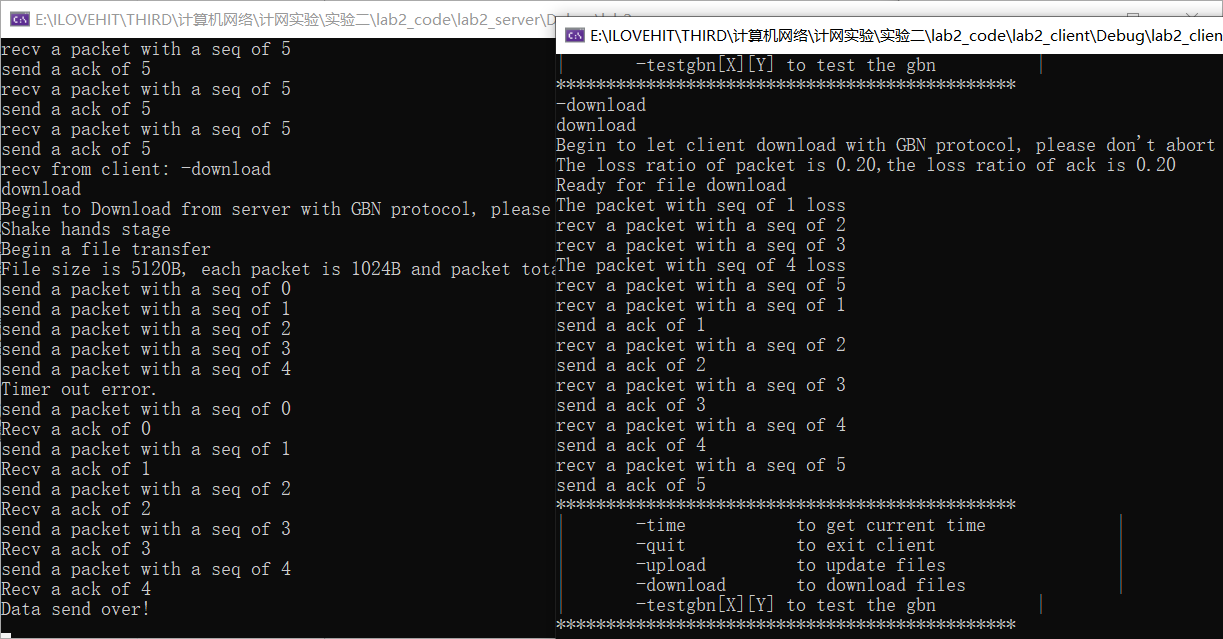 E:\ILOVEHIT\THIRD\计算机网络\计网实验\实验二\lab2_code\lab2_server\D
recv a packet with a seq of 5
send a ack of 5
recv a packet with a seq of 5
send a ack of 5
recv a packet with a seq of 5
send a ack of 5
recv from client: -download
download
Begin to Download from server with GBN protocol, please
Shake hands stage
Begin a file transfer
File size is 5120B, each packet is 1024B and packet tota
send a packet with a seq of 0
send a packet with a seq of 1
send a packet with a seq of 2
send a packet with a seq of 3
send a packet with a seq of 4
Timer out error.
send a packet with a seq of 0
Recv a ack of 0
send a packet with a seq of 1
Recv a ack of 1
send a packet with a seq of 2
Recv a ack of 2
send a packet with a seq of 3
Recv a ack of 3
send a packet with a seq of 4
Recv a ack of 4
Data send over!
E:\ILOVEHIT\THIRD\计算机网络\计网实验\实验二\lab2_code\lab2_client\Debug\lab2_clien
| -testgbn[X][Y] to test the gbn |
**********************************************
-download
download
Begin to let client download with GBN protocol, please don't abort
The loss ratio of packet is 0.20,the loss ratio of ack is 0.20
Ready for file download
The packet with seq of 1 loss
recv a packet with a seq of 2
recv a packet with a seq of 3
The packet with seq of 4 loss
recv a packet with a seq of 5
recv a packet with a seq of 1
send a ack of 1
recv a packet with a seq of 2
send a ack of 2
recv a packet with a seq of 3
send a ack of 3
recv a packet with a seq of 4
send a ack of 4
recv a packet with a seq of 5
send a ack of 5
**********************************************
| -time to get current time |
| -quit to exit client |
| -upload to update files |
| -download to download files |
| -testgbn[X][Y] to test the gbn |
**********************************************